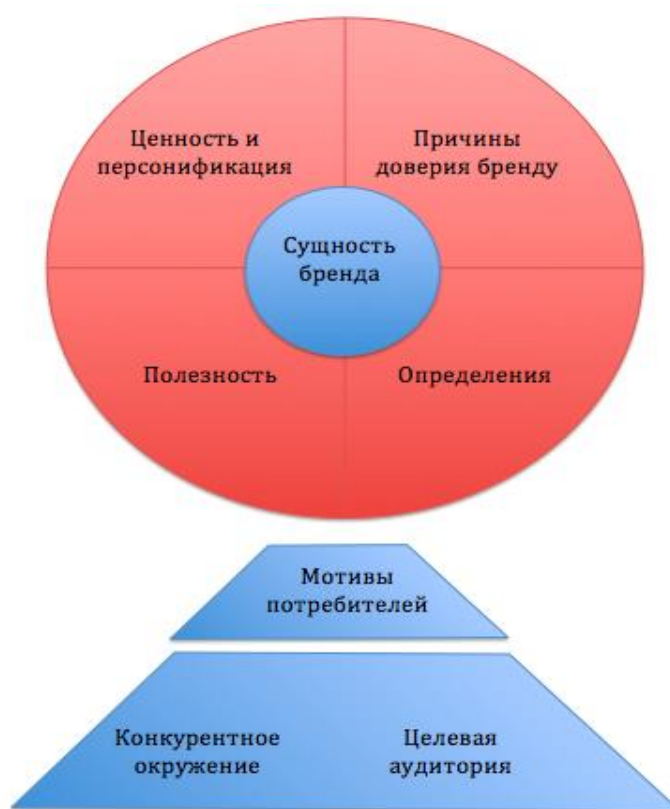 Ценность и
персонификация
Причины
доверия бренду
Сущность
бренда
Полезность
Определения
Мотивы
потребителей
Конкурентное
окружение
Целевая
аудитория